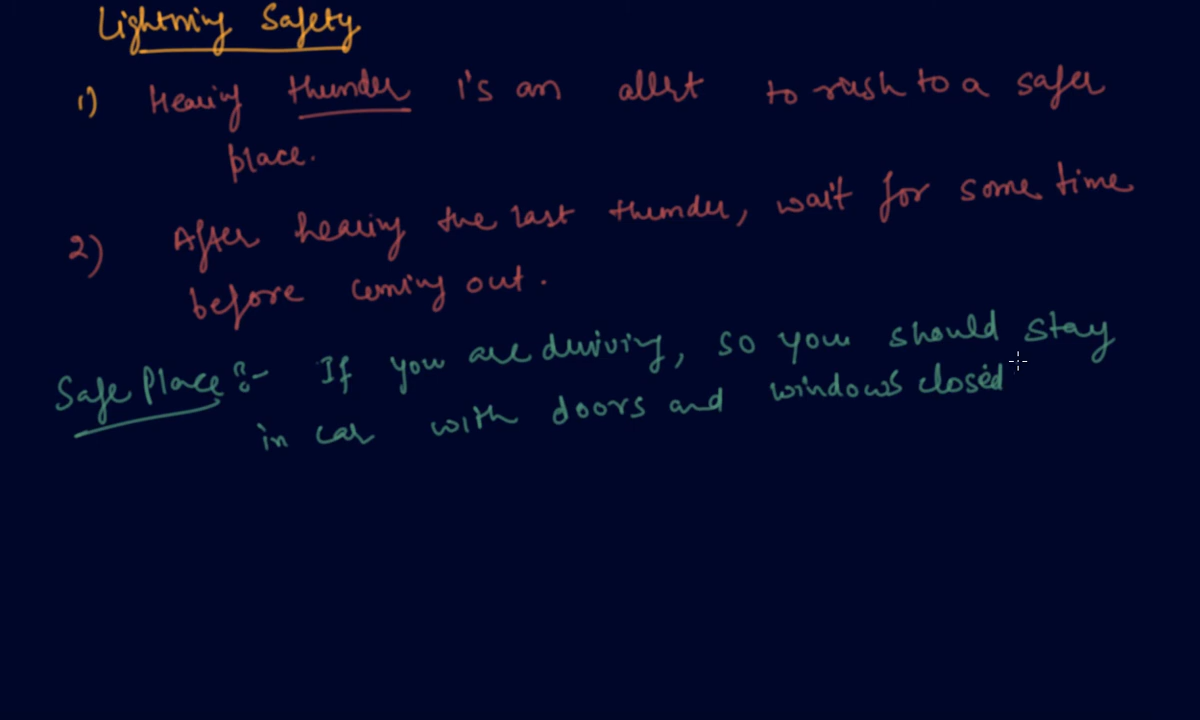 Lightning Safety
1) Hearing thunder is an allert to rush to a safer
place.
2) After hearing the last thunder, wait for some time
before coming out.
Safe Place :- If you are driving, so you should stay
in car with doors and windows closed